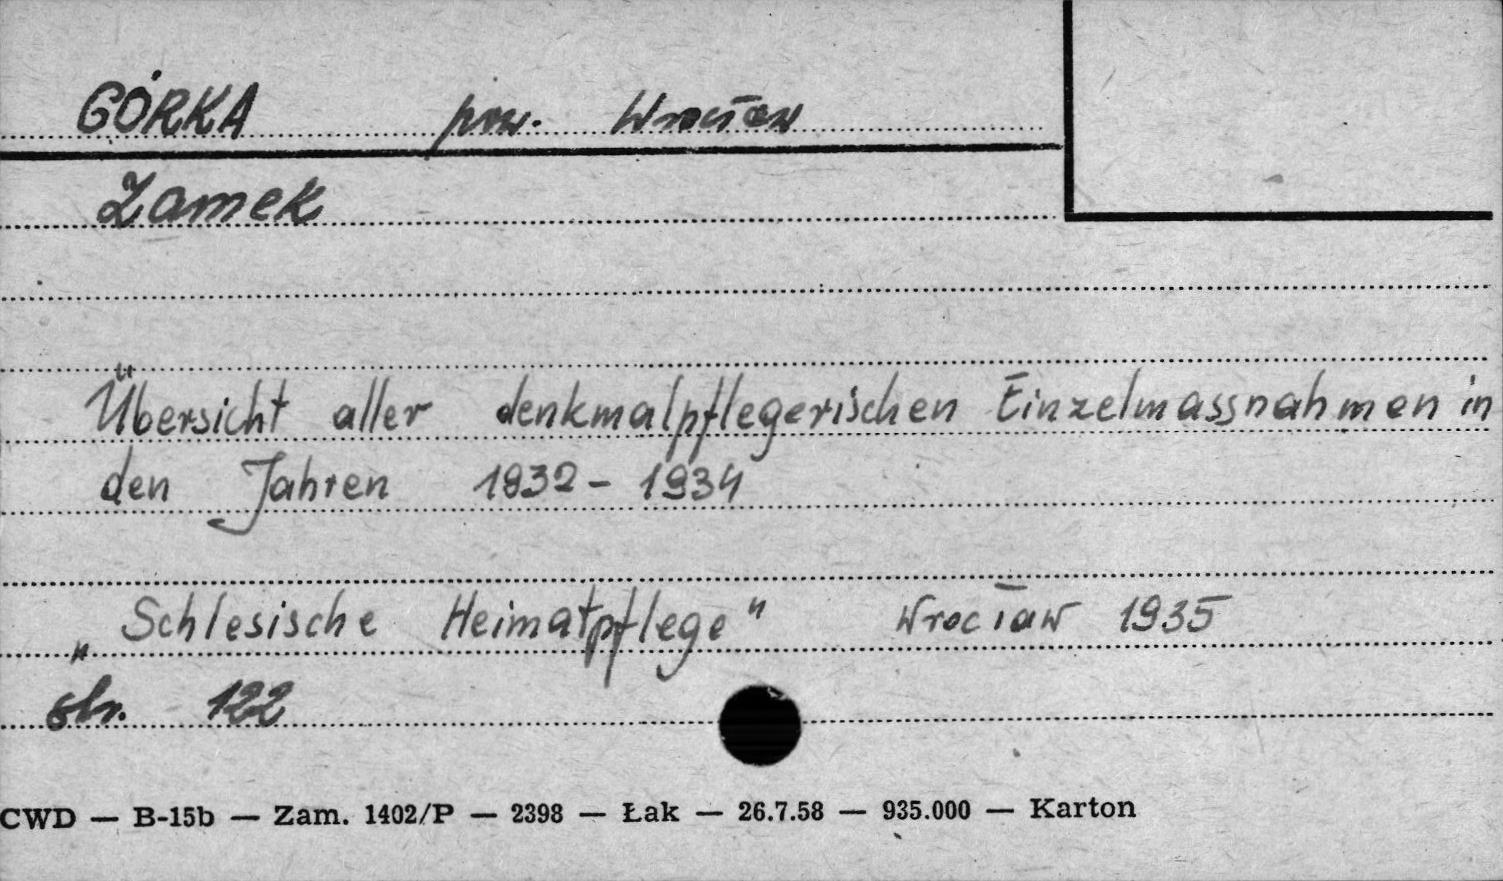 GÓRKA pow. Wrocław
Zamek
Übersicht aller denkmalpflegerischen Einzelmassnahmen in
den Jahren 1932 - 1934
„Schlesische Heimatpflege" Wrocław 1935
str. 122
CWD — B-15b — Zam. 1402/P — 2398 — Łak — 26.7.58 — 935.000 — Karton